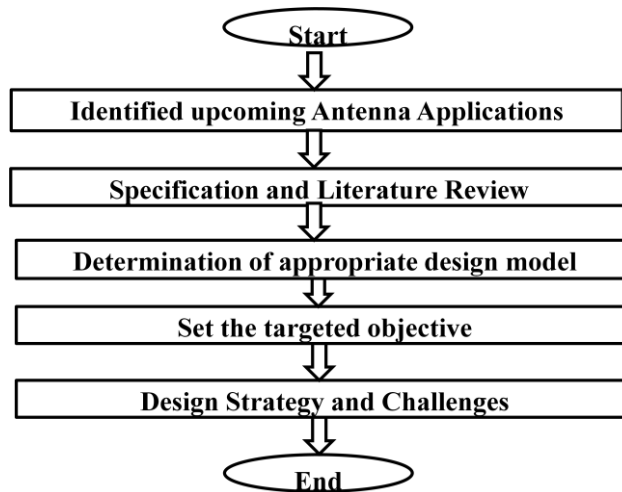 Start
Identified upcoming Antenna Applications
Specification and Literature Review
Determination of appropriate design model
Set the targeted objective
Design Strategy and Challenges
End